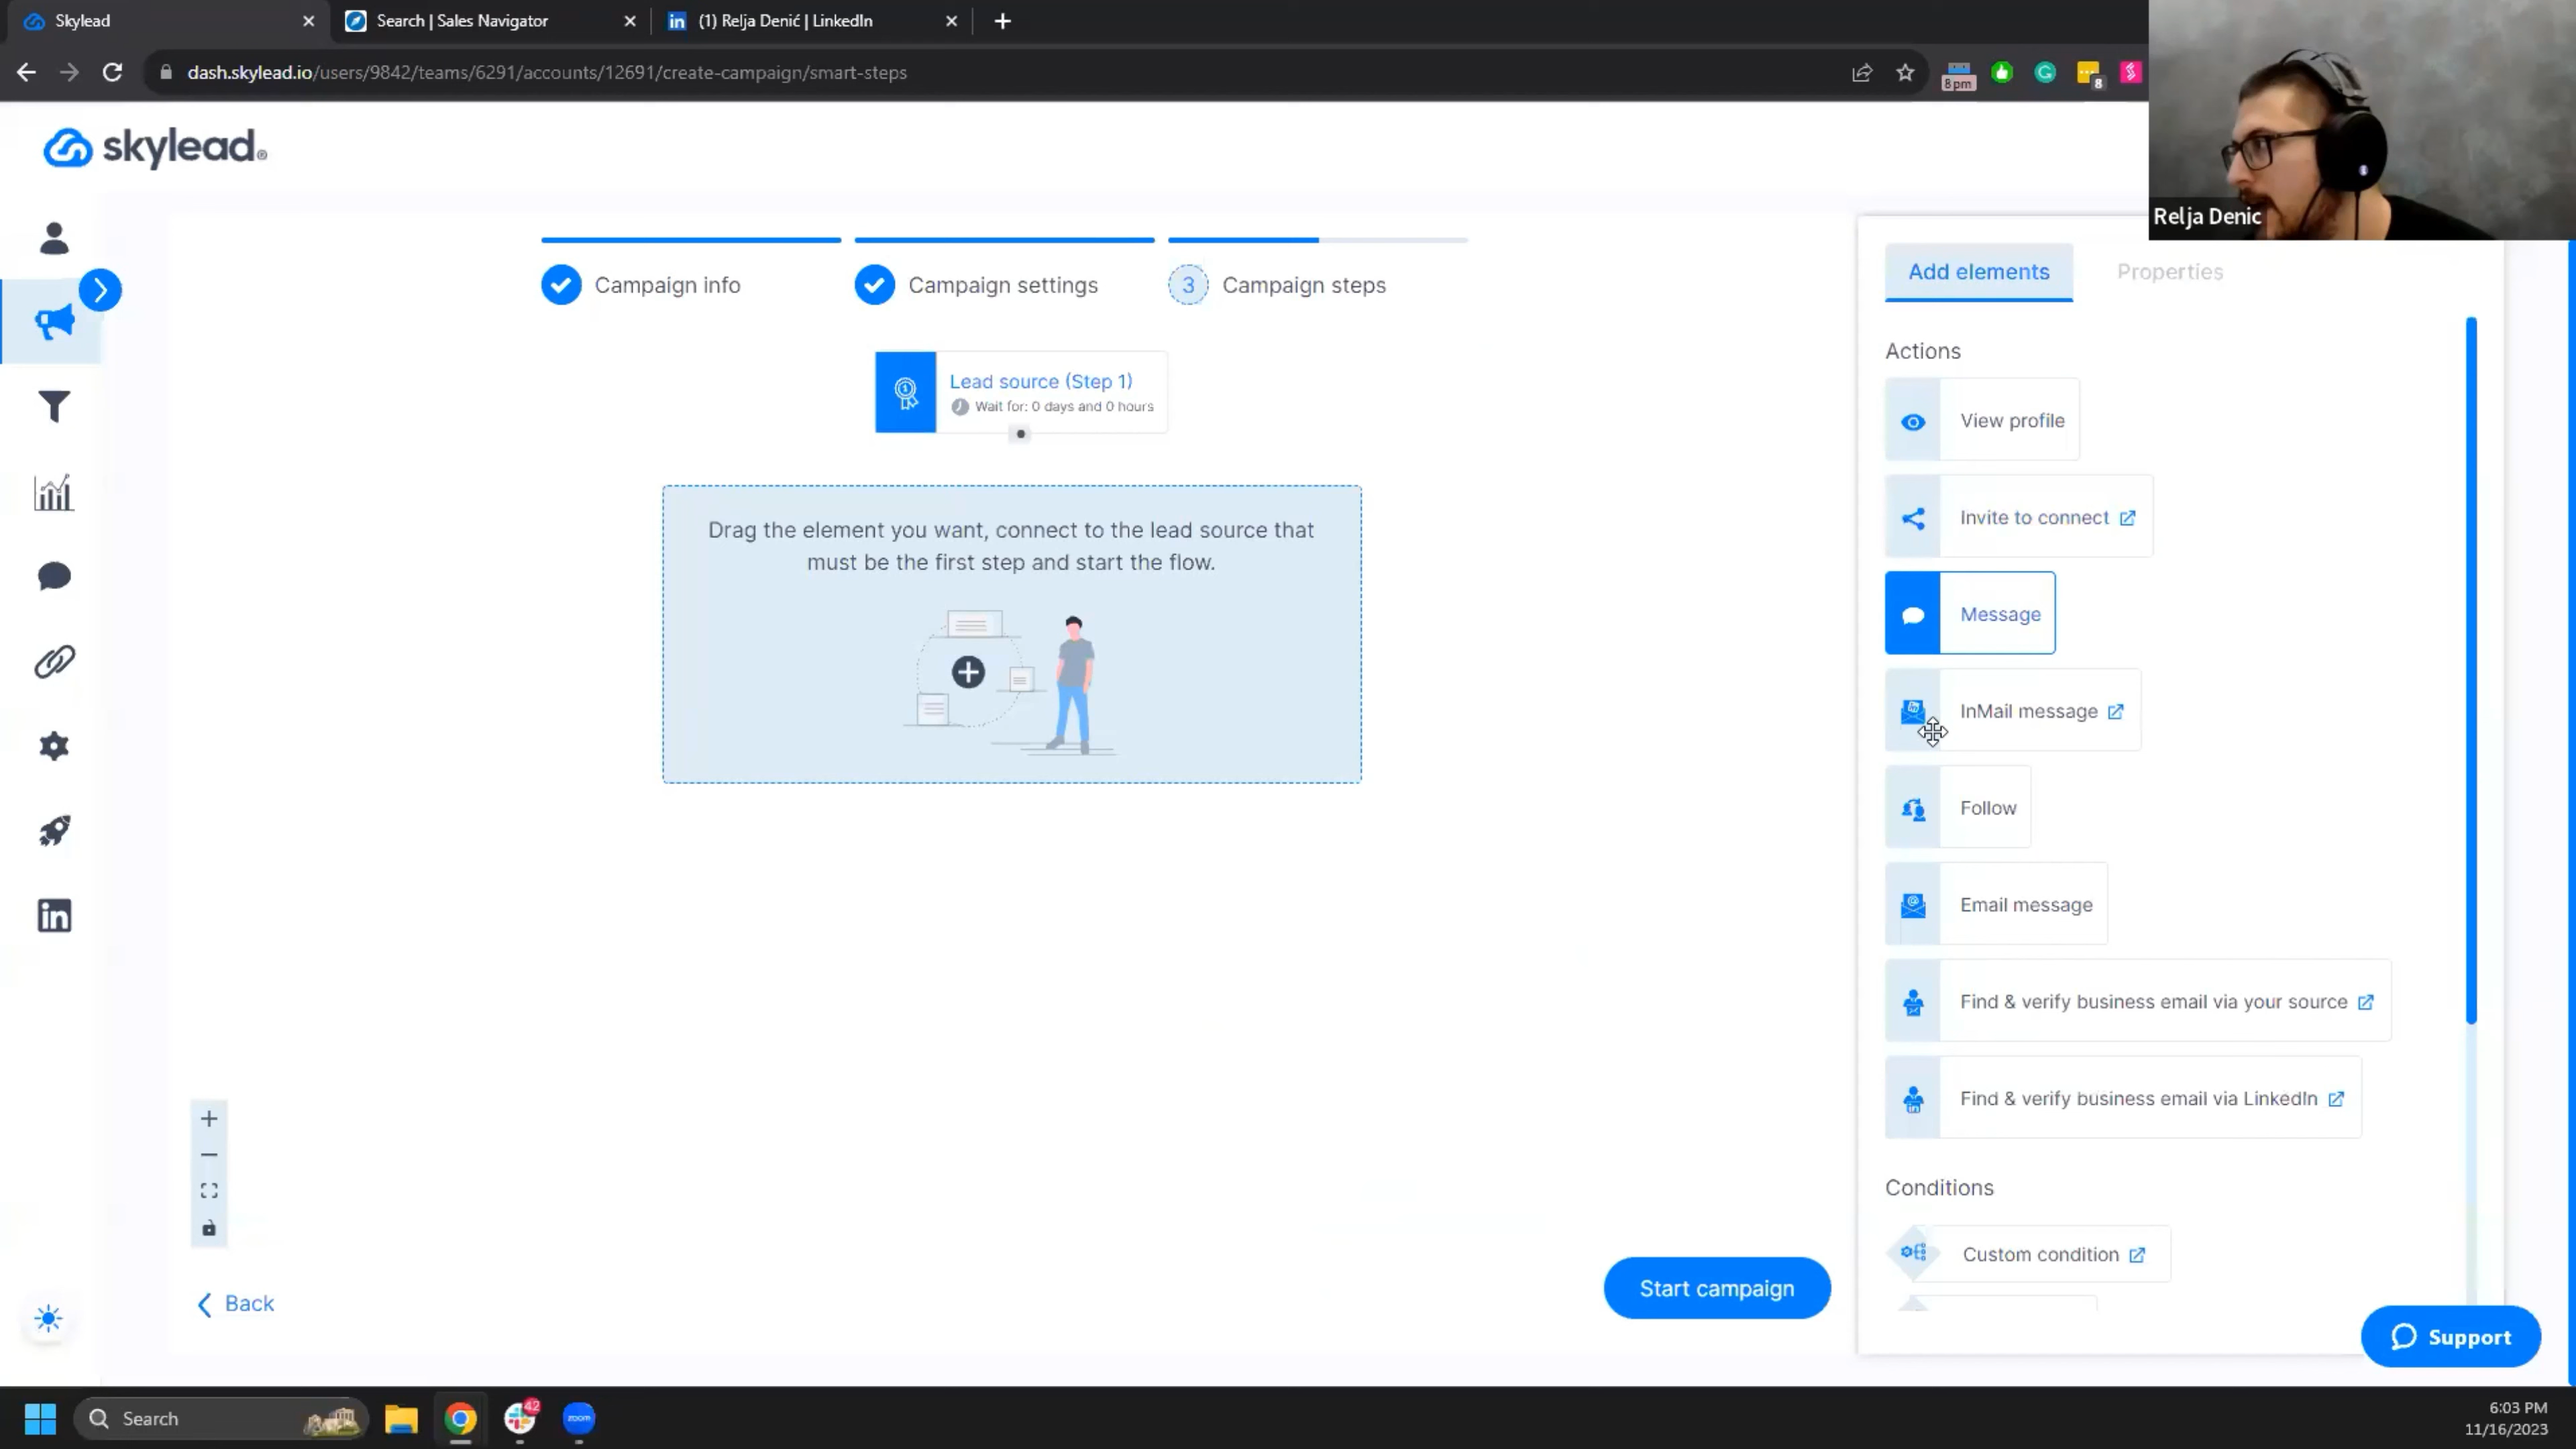 Skylead
Search | Sales Navigator
(1) Relja Denić | LinkedIn
dash.skylead.io/users/9842/teams/6291/accounts/12691/create-campaign/smart-steps
8 pm
8
Relja Denic
skylead®
Campaign info
Campaign settings
3 Campaign steps
Lead source (Step 1)
Wait for: 0 days and 0 hours
Drag the element you want, connect to the lead source that
must be the first step and start the flow.
Back
Start campaign
Add elements
Properties
Actions
View profile
Invite to connect
Message
InMail message
Follow
Email message
Find & verify business email via your source
Find & verify business email via LinkedIn
Conditions
Custom condition
Support
Search
42
zoom
6:03 PM
11/16/2023